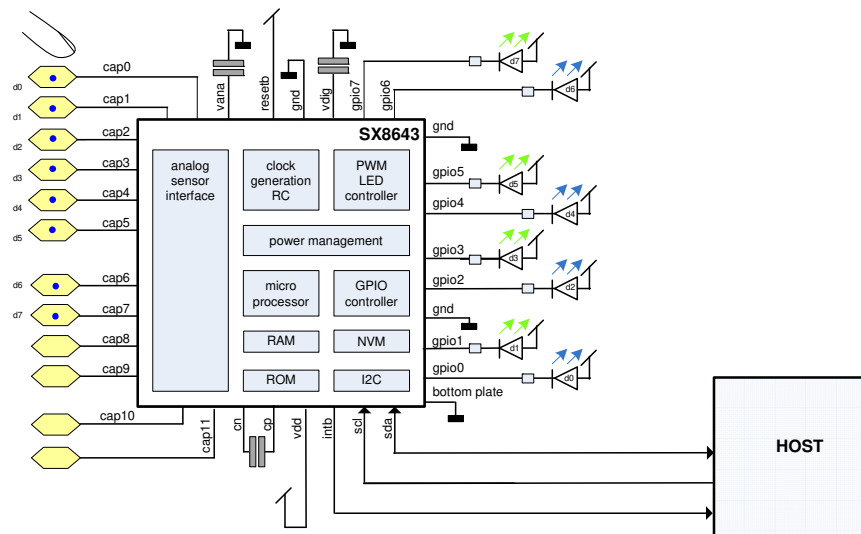 cap0
d0
cap1
d1
cap2
d2
cap3
d3
cap4
d4
cap5
d5
cap6
d6
cap7
d7
cap8
cap9
cap10
cap11
vana
resetb
gnd
vdig
gpio7
gpio6
d7
d6
SX8643
analog
sensor
interface
clock
generation
RC
PWM
LED
controller
power management
micro
processor
GPIO
controller
RAM
NVM
ROM
I2C
gnd
gpio5
d5
gpio4
d4
gpio3
d3
gpio2
d2
gnd
gpio1
d1
gpio0
d0
bottom plate
cn
cp
vdd
intb
scl
sda
HOST